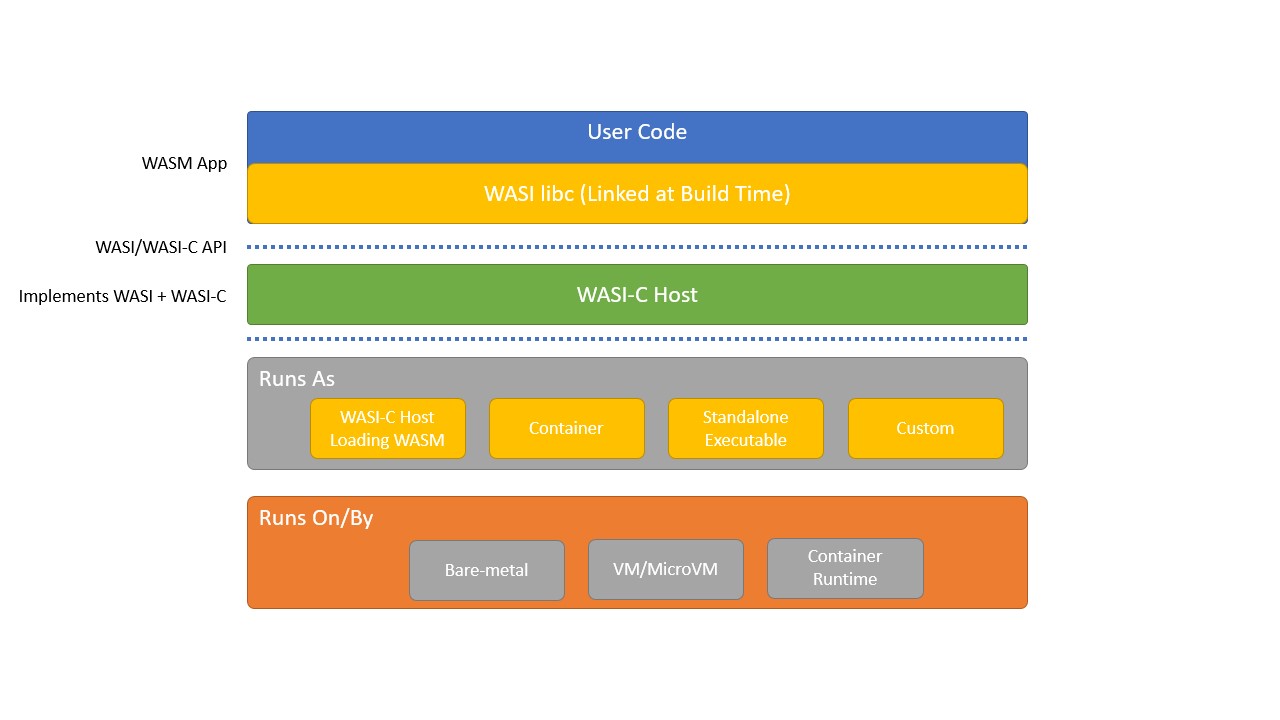 User Code
WASM App
WASI libc (Linked at Build Time)
WASI/WASI-C API
Implements WASI + WASI-C
WASI-C Host
Runs As
WASI-C Host
Loading WASM
Container
Standalone
Executable
Custom
Runs On/By
Bare-metal
VM/MicroVM
Container
Runtime